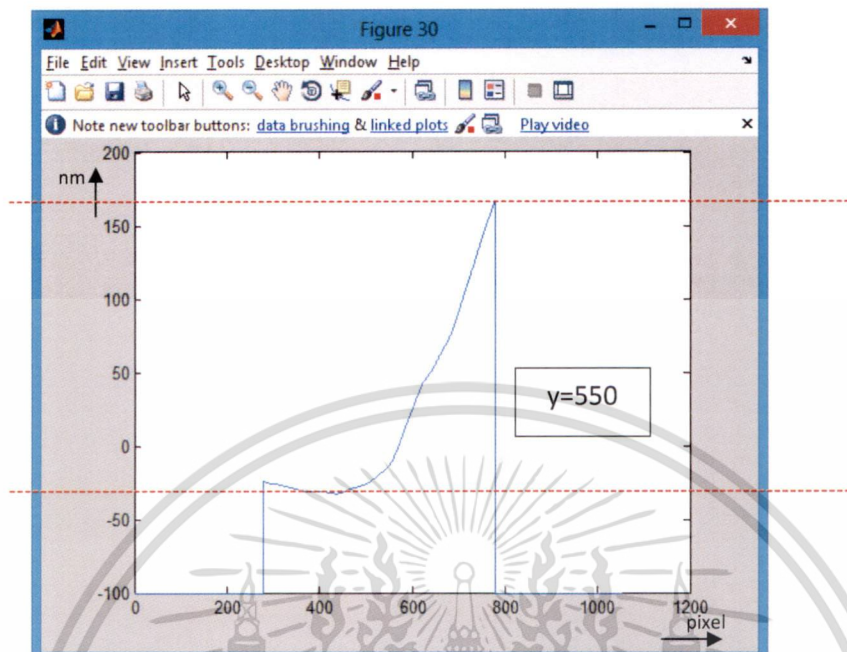 Figure 30
File Edit View Insert Tools Desktop Window Help
Note new toolbar buttons: data brushing & linked plots Play video
200
nm
150
100
50
y=550
0
-50
-100
0 200 400 600 800 1000 1200
pixel